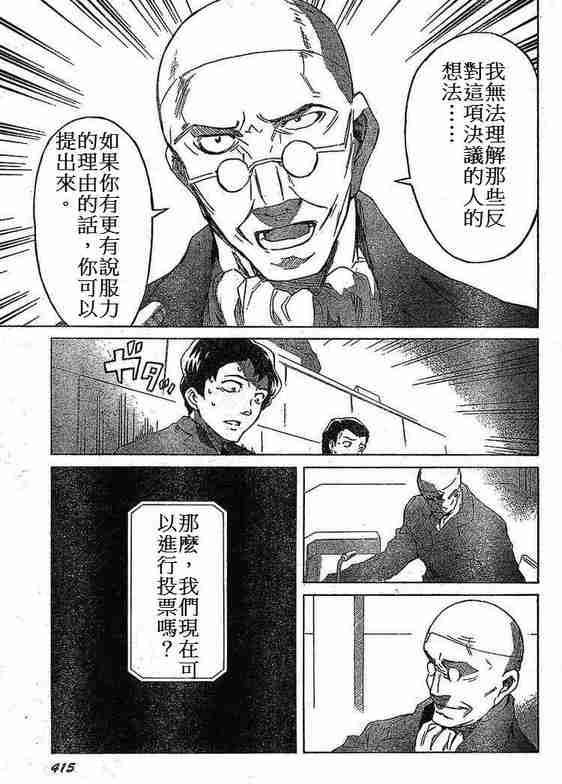 我無法理解那些反
對這項決議的人的
想法……
如果你有更有說服力
的理由的話，你可以
提出來。
ガタッ
那麼，我們現在可
以進行投票嗎？
415